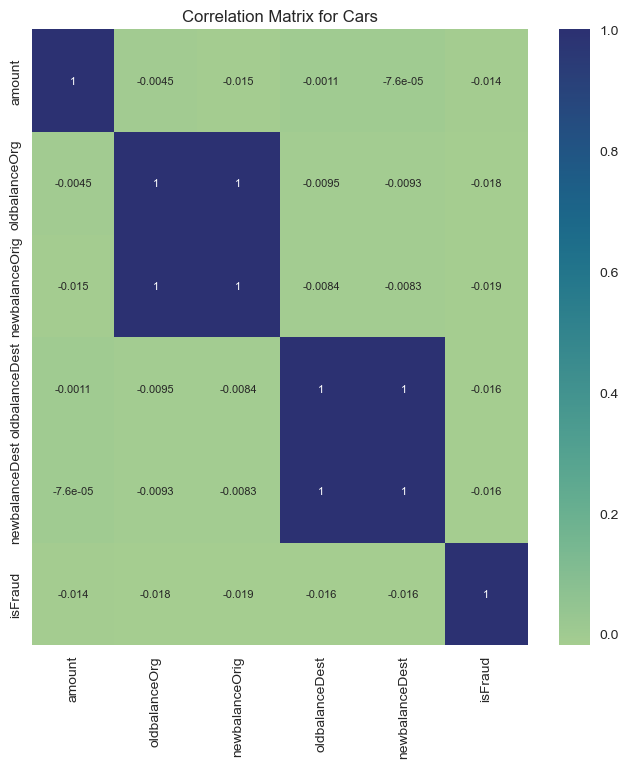 Correlation Matrix for Cars
amount 1 -0.0045 -0.015 -0.0011 -7.6e-05 -0.014
oldbalanceOrg -0.0045 1 1 -0.0095 -0.0093 -0.018
newbalanceOrig -0.015 1 1 -0.0084 -0.0083 -0.019
oldbalanceDest -0.0011 -0.0095 -0.0084 1 1 -0.016
newbalanceDest -7.6e-05 -0.0093 -0.0083 1 1 -0.016
isFraud -0.014 -0.018 -0.019 -0.016 -0.016 1
amount oldbalanceOrg newbalanceOrig oldbalanceDest newbalanceDest isFraud
1.0
0.8
0.6
0.4
0.2
0.0